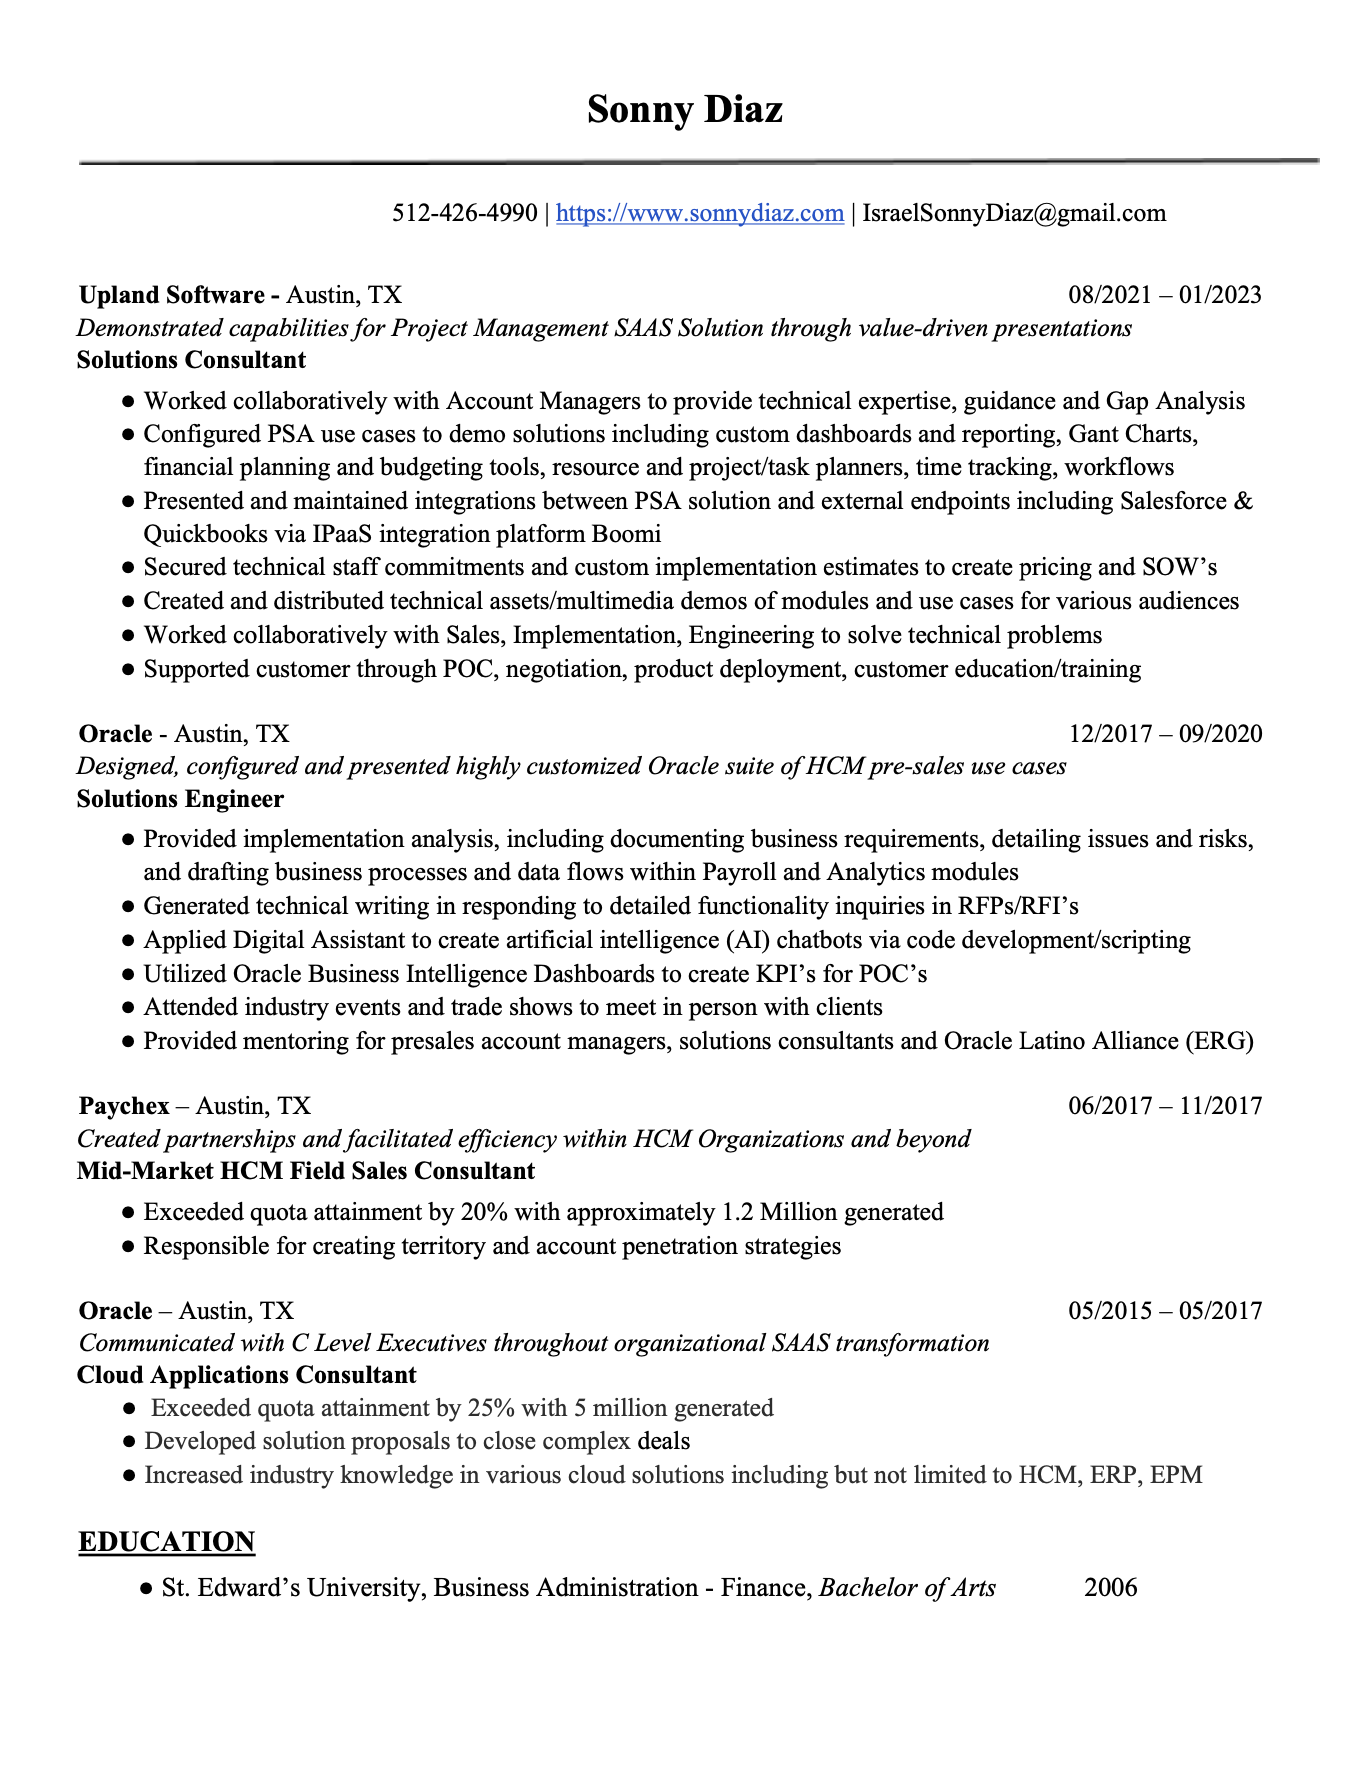 Sonny Diaz
512-426-4990 | https://www.sonnydiaz.com | IsraelSonnyDiaz@gmail.com
Upland Software - Austin, TX 08/2021 – 01/2023
Demonstrated capabilities for Project Management SAAS Solution through value-driven presentations
Solutions Consultant
● Worked collaboratively with Account Managers to provide technical expertise, guidance and Gap Analysis
● Configured PSA use cases to demo solutions including custom dashboards and reporting, Gant Charts,
financial planning and budgeting tools, resource and project/task planners, time tracking, workflows
● Presented and maintained integrations between PSA solution and external endpoints including Salesforce &
Quickbooks via IPaaS integration platform Boomi
● Secured technical staff commitments and custom implementation estimates to create pricing and SOW’s
● Created and distributed technical assets/multimedia demos of modules and use cases for various audiences
● Worked collaboratively with Sales, Implementation, Engineering to solve technical problems
● Supported customer through POC, negotiation, product deployment, customer education/training
Oracle - Austin, TX 12/2017 – 09/2020
Designed, configured and presented highly customized Oracle suite of HCM pre-sales use cases
Solutions Engineer
● Provided implementation analysis, including documenting business requirements, detailing issues and risks,
and drafting business processes and data flows within Payroll and Analytics modules
● Generated technical writing in responding to detailed functionality inquiries in RFPs/RFI’s
● Applied Digital Assistant to create artificial intelligence (AI) chatbots via code development/scripting
● Utilized Oracle Business Intelligence Dashboards to create KPI’s for POC’s
● Attended industry events and trade shows to meet in person with clients
● Provided mentoring for presales account managers, solutions consultants and Oracle Latino Alliance (ERG)
Paychex – Austin, TX 06/2017 – 11/2017
Created partnerships and facilitated efficiency within HCM Organizations and beyond
Mid-Market HCM Field Sales Consultant
● Exceeded quota attainment by 20% with approximately 1.2 Million generated
● Responsible for creating territory and account penetration strategies
Oracle – Austin, TX 05/2015 – 05/2017
Communicated with C Level Executives throughout organizational SAAS transformation
Cloud Applications Consultant
● Exceeded quota attainment by 25% with 5 million generated
● Developed solution proposals to close complex deals
● Increased industry knowledge in various cloud solutions including but not limited to HCM, ERP, EPM
EDUCATION
● St. Edward’s University, Business Administration - Finance, Bachelor of Arts 2006